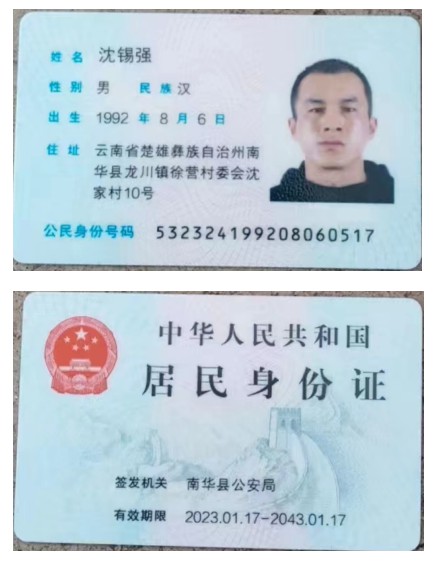 姓名 沈锡强
性别 男 民族 汉
出生 1992 年 8 月 6 日
住址 云南省楚雄彝族自治州南
华县龙川镇徐营村委会沈
家村10号
公民身份号码 532324199208060517
中华人民共和国
居民身份证
签发机关 南华县公安局
有效期限 2023.01.17-2043.01.17